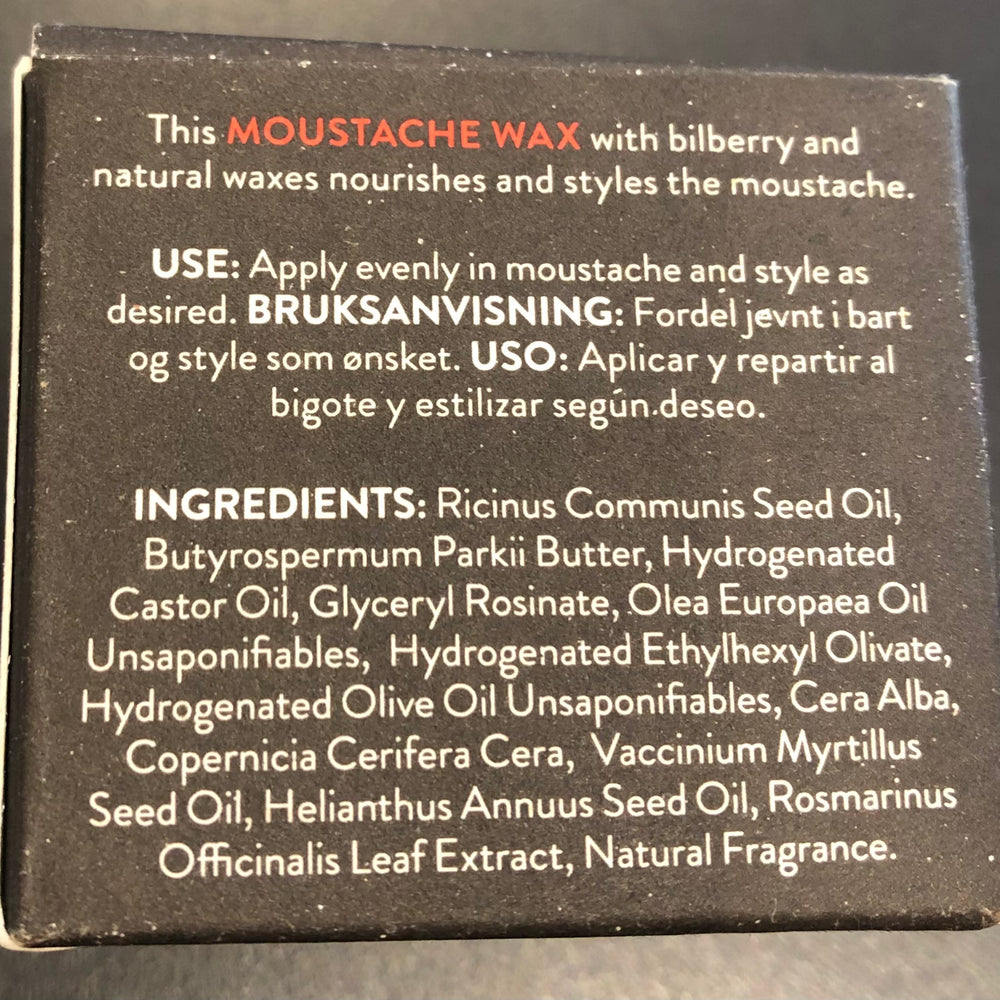 This MOUSTACHE WAX with bilberry and
natural waxes nourishes and styles the moustache.
USE: Apply evenly in moustache and style as
desired. BRUKSANVISNING: Fordel jevnt i bart
og style som ønsket. USO: Aplicar y repartir al
bigote y estilizar según deseo.
INGREDIENTS: Ricinus Communis Seed Oil,
Butyrospermum Parkii Butter, Hydrogenated
Castor Oil, Glyceryl Rosinate, Olea Europaea Oil
Unsaponifiables, Hydrogenated Ethylhexyl Olivate,
Hydrogenated Olive Oil Unsaponifiables, Cera Alba,
Copernicia Cerifera Cera, Vaccinium Myrtillus
Seed Oil, Helianthus Annuus Seed Oil, Rosmarinus
Officinalis Leaf Extract, Natural Fragrance.